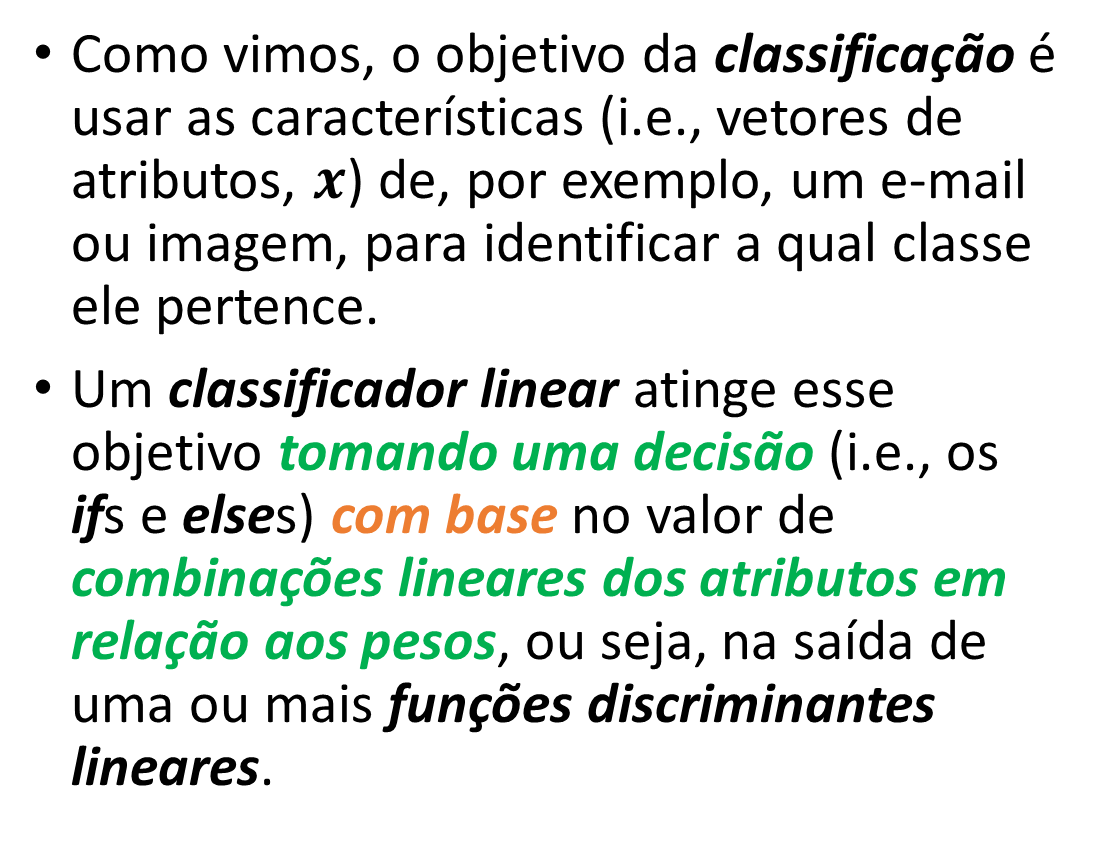 • Como vimos, o objetivo da classificação é
usar as características (i.e., vetores de
atributos, x) de, por exemplo, um e-mail
ou imagem, para identificar a qual classe
ele pertence.
• Um classificador linear atinge esse
objetivo tomando uma decisão (i.e., os
ifs e elses) com base no valor de
combinações lineares dos atributos em
relação aos pesos, ou seja, na saída de
uma ou mais funções discriminantes
lineares.